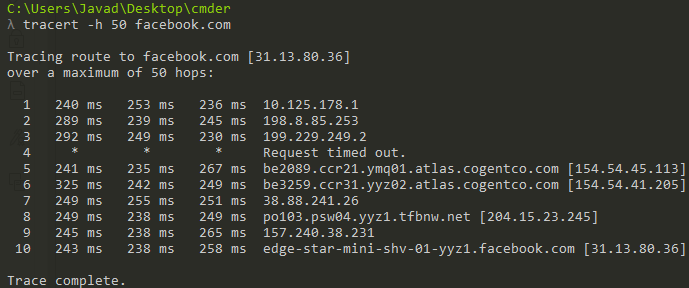 C:\Users\Javad\Desktop\cmder
λ tracert -h 50 facebook.com
Tracing route to facebook.com [31.13.80.36]
over a maximum of 50 hops:
1 240 ms 253 ms 236 ms 10.125.178.1
2 289 ms 239 ms 245 ms 198.8.85.253
3 292 ms 249 ms 230 ms 199.229.249.2
4 * * * Request timed out.
5 241 ms 235 ms 267 ms be2089.ccr21.ymq01.atlas.cogentco.com [154.54.45.113]
6 325 ms 242 ms 249 ms be3259.ccr31.yyz02.atlas.cogentco.com [154.54.41.205]
7 249 ms 255 ms 251 ms 38.88.241.26
8 249 ms 238 ms 249 ms po103.psw04.yyz1.tfbnw.net [204.15.23.245]
9 245 ms 238 ms 265 ms 157.240.38.231
10 243 ms 238 ms 258 ms edge-star-mini-shv-01-yyz1.facebook.com [31.13.80.36]
Trace complete.